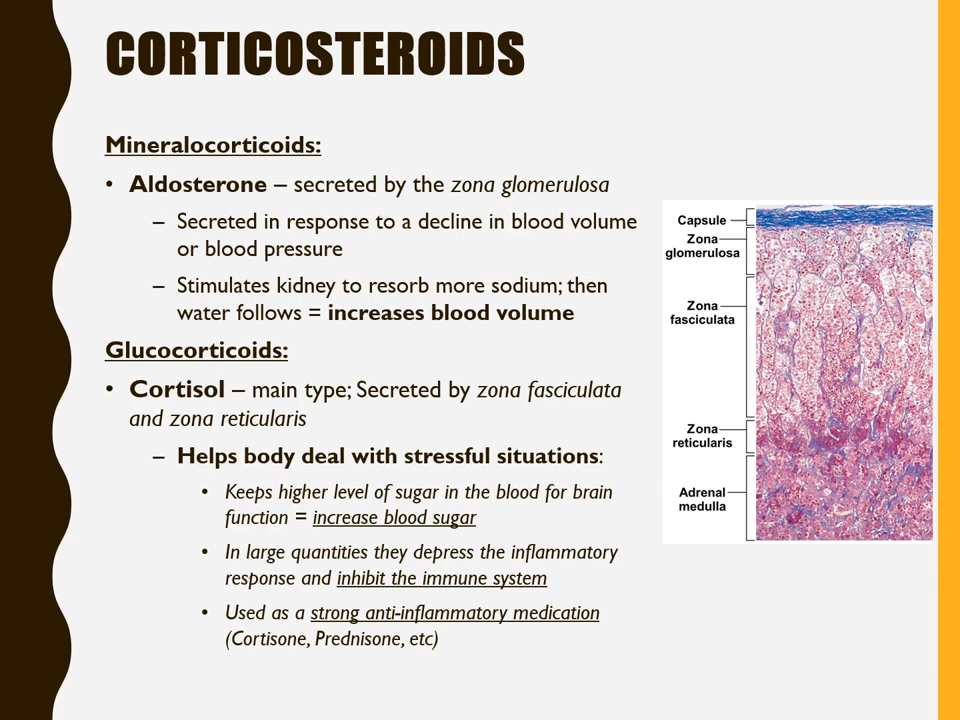 CORTICOSTEROIDS
Mineralocorticoids:
• Aldosterone – secreted by the zona glomerulosa
– Secreted in response to a decline in blood volume
or blood pressure
– Stimulates kidney to resorb more sodium; then
water follows = increases blood volume
Glucocorticoids:
• Cortisol – main type; Secreted by zona fasciculata
and zona reticularis
– Helps body deal with stressful situations:
• Keeps higher level of sugar in the blood for brain
function = increase blood sugar
• In large quantities they depress the inflammatory
response and inhibit the immune system
• Used as a strong anti-inflammatory medication
(Cortisone, Prednisone, etc)
Capsule
Zona
glomerulosa
Zona
fasciculata
Zona
reticularis
Adrenal
medulla